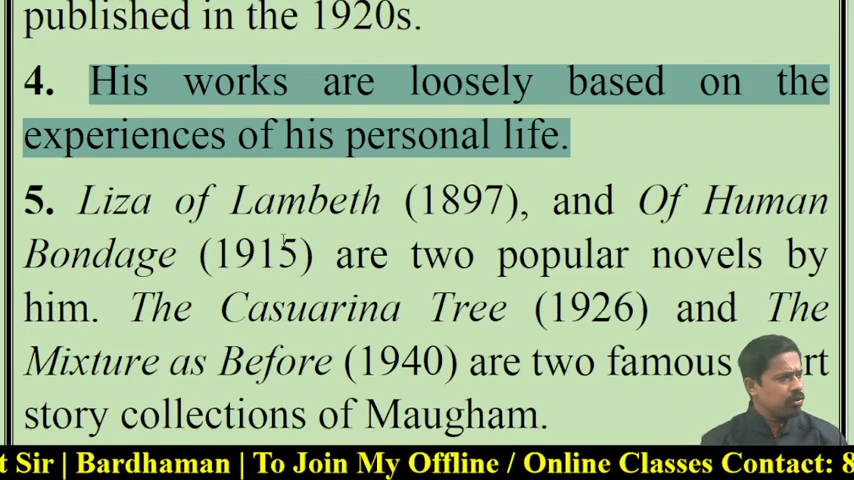 published in the 1920s.
4. His works are loosely based on the
experiences of his personal life.
5. Liza of Lambeth (1897), and Of Human
Bondage (1915) are two popular novels by
him. The Casuarina Tree (1926) and The
Mixture as Before (1940) are two famous
story collections of Maugham.
t Sir | Bardhaman | To Join My Offline / Online Classes Contact: 8